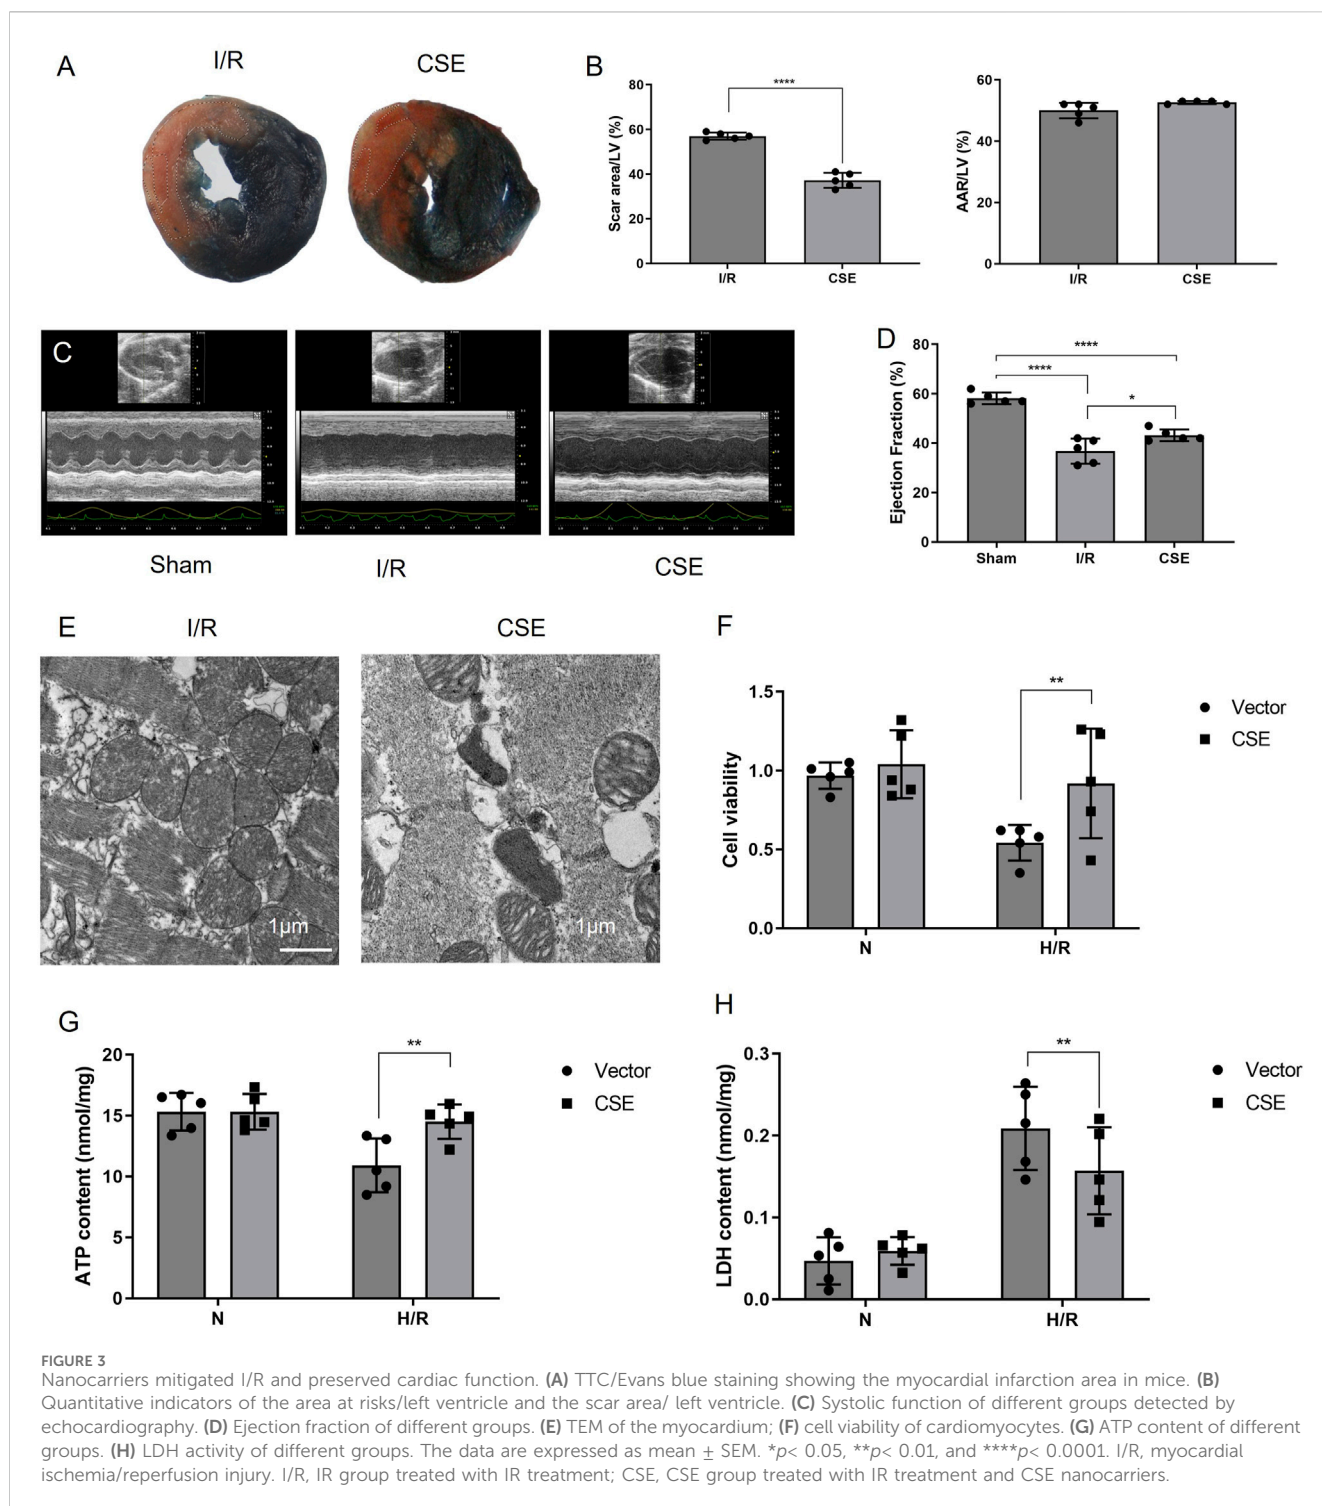 A
I/R
CSE
B
Scar area/LV (%)
80
60
40
20
0
****
I/R
CSE
AAR/LV (%)
60
40
20
0
I/R
CSE
C
Sham
I/R
CSE
D
Ejection Fraction (%)
80
60
40
20
0
****
****
*
Sham
I/R
CSE
E
I/R
CSE
1μm
1μm
F
Cell viability
1.5
1.0
0.5
0.0
**
N
H/R
Vector
CSE
G
ATP content (nmol/mg)
20
15
10
5
0
**
N
H/R
Vector
CSE
H
LDH content (nmol/mg)
0.3
0.2
0.1
0.0
**
N
H/R
Vector
CSE
FIGURE 3
Nanocarriers mitigated I/R and preserved cardiac function. (A) TTC/Evans blue staining showing the myocardial infarction area in mice. (B)
Quantitative indicators of the area at risks/left ventricle and the scar area/ left ventricle. (C) Systolic function of different groups detected by
echocardiography. (D) Ejection fraction of different groups. (E) TEM of the myocardium; (F) cell viability of cardiomyocytes. (G) ATP content of different
groups. (H) LDH activity of different groups. The data are expressed as mean ± SEM. *p< 0.05, **p< 0.01, and ****p< 0.0001. I/R, myocardial
ischemia/reperfusion injury. I/R, IR group treated with IR treatment; CSE, CSE group treated with IR treatment and CSE nanocarriers.